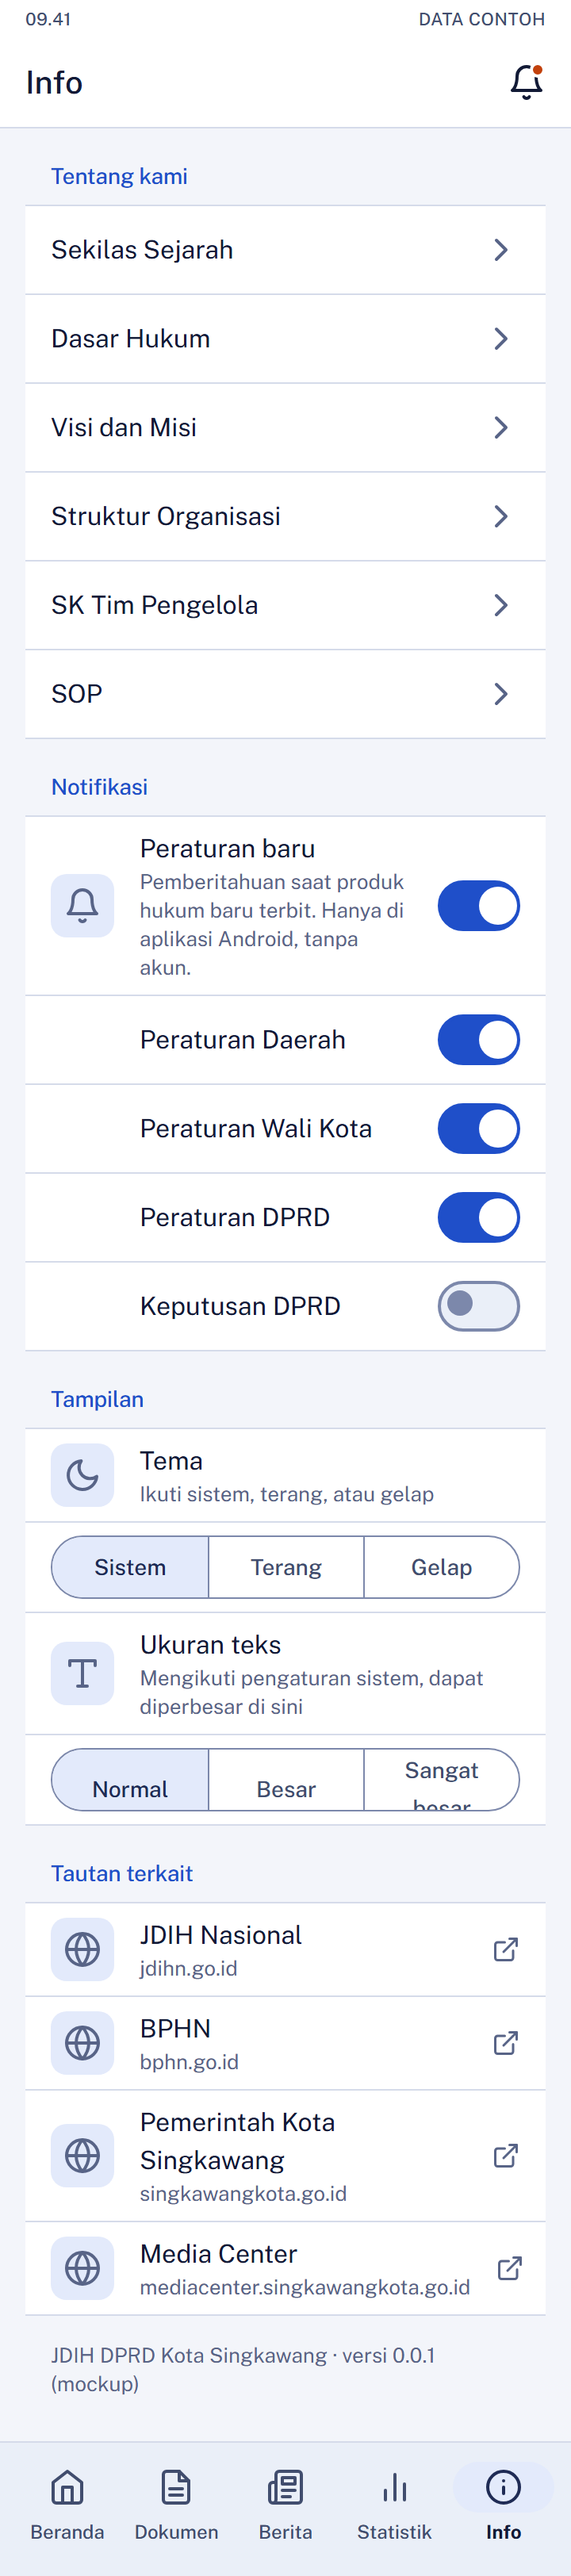 09.41
DATA CONTOH
Info
Tentang kami
Sekilas Sejarah
Dasar Hukum
Visi dan Misi
Struktur Organisasi
SK Tim Pengelola
SOP
Notifikasi
Peraturan baru
Pemberitahuan saat produk
hukum baru terbit. Hanya di
aplikasi Android, tanpa
akun.
Peraturan Daerah
Peraturan Wali Kota
Peraturan DPRD
Keputusan DPRD
Tampilan
Tema
Ikuti sistem, terang, atau gelap
Sistem
Terang
Gelap
Ukuran teks
Mengikuti pengaturan sistem, dapat
diperbesar di sini
Normal
Besar
Sangat
besar
Tautan terkait
JDIH Nasional
jdihn.go.id
BPHN
bphn.go.id
Pemerintah Kota
Singkawang
singkawangkota.go.id
Media Center
mediacenter.singkawangkota.go.id
JDIH DPRD Kota Singkawang · versi 0.0.1
(mockup)
Beranda
Dokumen
Berita
Statistik
Info